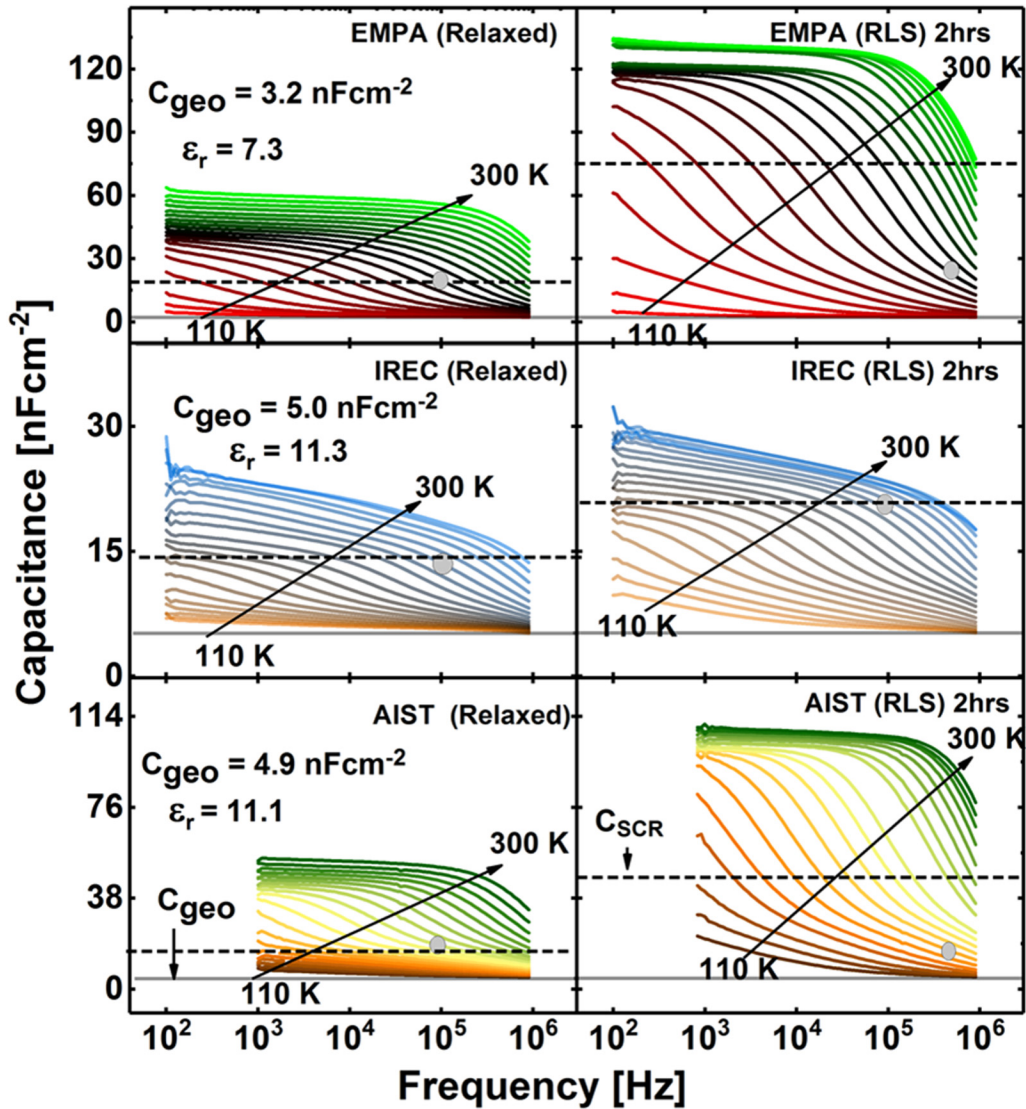 Capacitance [nFcm-2]
EMPA (Relaxed)
Cgeo = 3.2 nFcm-2
εr = 7.3
300 K
110 K
120
90
60
30
0
EMPA (RLS) 2hrs
300 K
110 K
IREC (Relaxed)
Cgeo = 5.0 nFcm-2
εr = 11.3
300 K
110 K
30
15
0
IREC (RLS) 2hrs
300 K
110 K
AIST (Relaxed)
Cgeo = 4.9 nFcm-2
εr = 11.1
300 K
Cgeo
110 K
114
76
38
0
AIST (RLS) 2hrs
300 K
CSCR
110 K
10^2 10^3 10^4 10^5 10^6 10^2 10^3 10^4 10^5 10^6
Frequency [Hz]